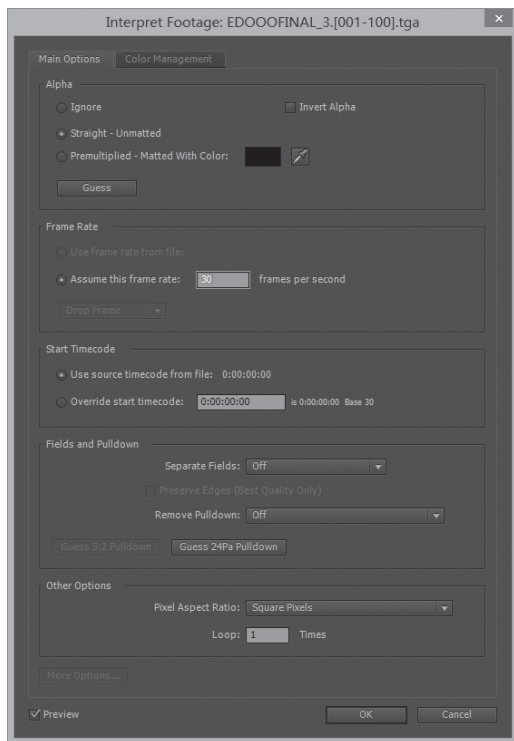 Interpret Footage: EDOOOFINAL_3.[001-100].tga
Main Options Color Management
Alpha
Ignore Invert Alpha
Straight - Unmatted
Premultiplied - Matted With Color:
Guess
Frame Rate
Use frame rate from file:
Assume this frame rate: 30 frames per second
Drop Frame
Start Timecode
Use source timecode from file: 0:00:00:00
Override start timecode: 0:00:00:00 is 0:00:00:00 Base 30
Fields and Pulldown
Separate Fields: Off
Preserve Edges (Best Quality Only)
Remove Pulldown: Off
Guess 3:2 Pulldown Guess 24Pa Pulldown
Other Options
Pixel Aspect Ratio: Square Pixels
Loop: 1 Times
More Options...
Preview OK Cancel